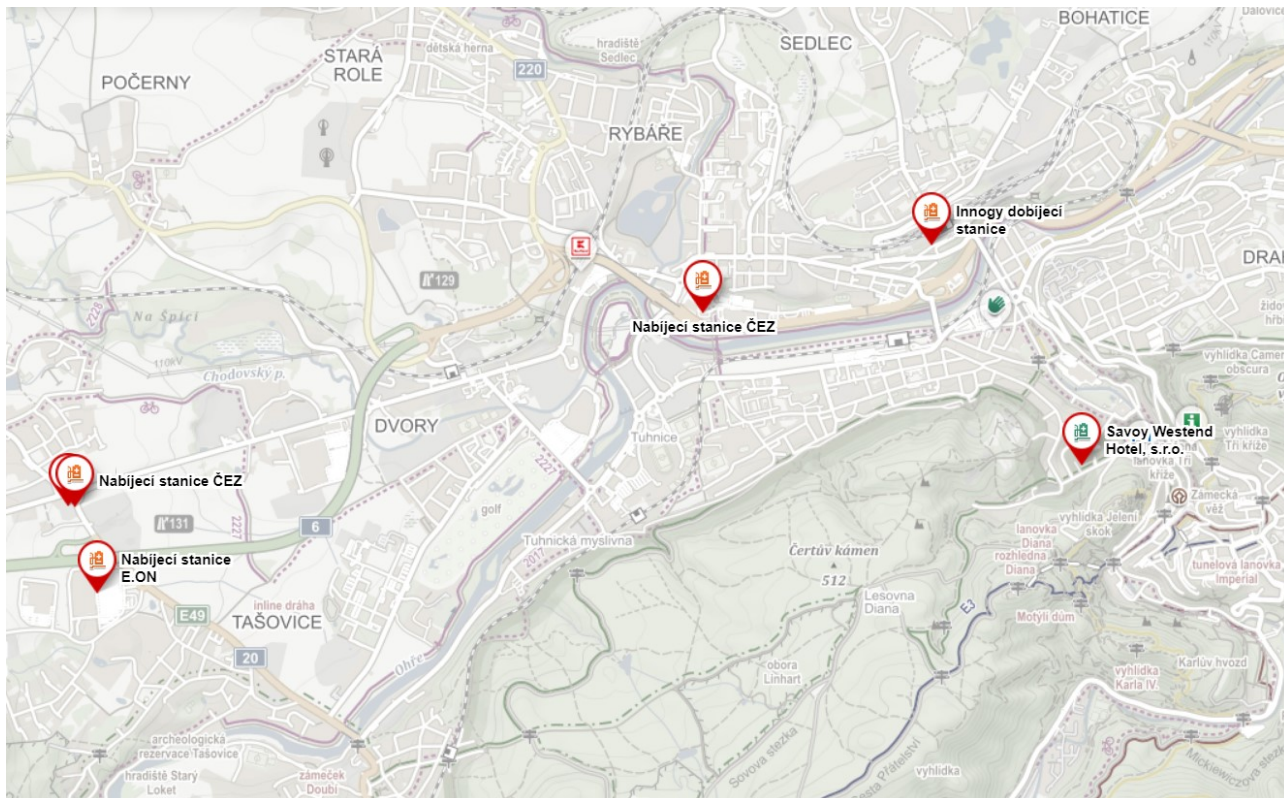 BOHATICE
Dalovice
SEDLEC
hradiště
Sedlec
dětská herna
STARÁ
ROLE
220
POČERNY
RYBÁŘE
Innogy dobíjecí
stanice
DRAH
129
Nabíjecí stanice ČEZ
Na Špici
2226
110kV
Chodovský p.
vyhlídka Camera
obscura
DVORY
Tuhnice
Savoy Westend
Hotel, s.r.o.
lanovka Tři
kříže
vyhlídka
Tři kříže
Nabíjecí stanice ČEZ
2227
golf
Zámecká
věž
131
6
2227
vyhlídka Jelení
skok
Tuhnická myslivna
2017
Čertův kámen
512
lanovka
Diana
rozhledna
Diana
tunelová lanovka
Imperial
Nabíjecí stanice
E.ON
inline dráha
TAŠOVICE
E49
20
Lesovna
Diana
E3
Motýlí dům
Ohře
obora
Linhart
vyhlídka
Karla IV.
Karlův hvozd
archeologická
rezervace Tašovice
hradiště Starý
Loket
zámeček
Doubí
Sovova stezka
Cesta Přátelství
vyhlídka
Mickiewiczova stezka